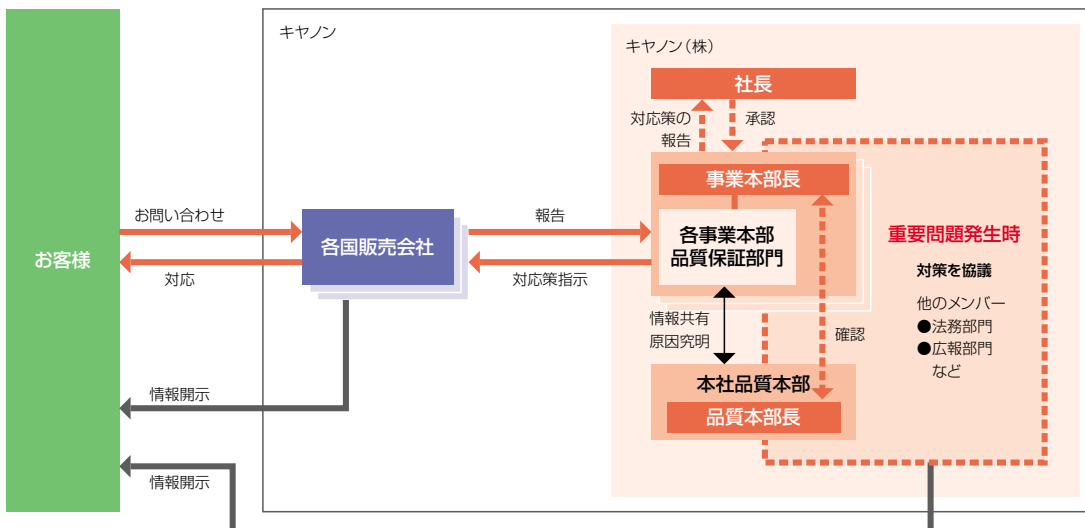 キヤノン
キヤノン（株）
社長
対応策の
報告
承認
事業本部長
お問い合わせ
報告
お客様
各国販売会社
各事業本部
品質保証部門
重要問題発生時
対応
対応策指示
対策を協議
他のメンバー
●法務部門
●広報部門
など
情報共有
原因究明
確認
本社品質本部
品質本部長
情報開示
情報開示